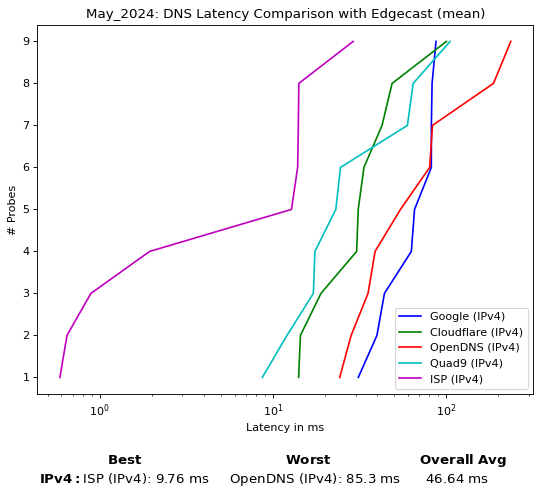 May_2024: DNS Latency Comparison with Edgecast (mean)
9
8
7
6
5
4
3
2
1
# Probes
Google (IPv4)
Cloudflare (IPv4)
OpenDNS (IPv4)
Quad9 (IPv4)
ISP (IPv4)
10⁰ 10¹ 10²
Latency in ms
Best Worst Overall Avg
IPv4: ISP (IPv4): 9.76 ms OpenDNS (IPv4): 85.3 ms 46.64 ms